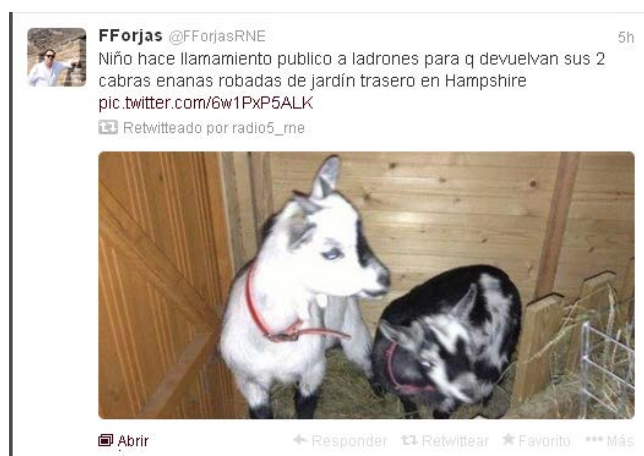 FForjas @FForjasRNE 5h
Niño hace llamamiento publico a ladrones para q devuelvan sus 2
cabras enanas robadas de jardín trasero en Hampshire
pic.twitter.com/6w1PxP5ALK
Retwitteado por radio5_rne
Abrir Responder Retwittear Favorito Más